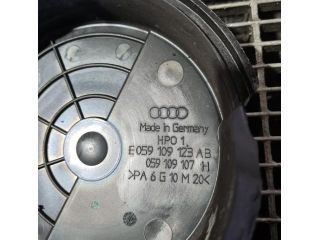 Made in Germany
HPO 1
E 059 109 123 AB
059 109 107 H
>PA 6 G 10 M 20<